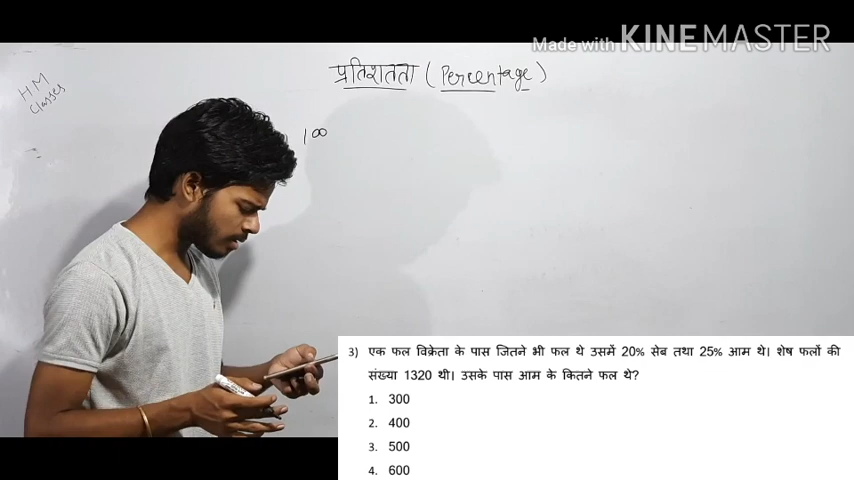 Made with KINEMASTER
प्रतिशतता (Percentage)
HM
Classes
100
3) एक फल विक्रेता के पास जितने भी फल थे उसमें 20% सेब तथा 25% आम थे। शेष फलों की
संख्या 1320 थी। उसके पास आम के कितने फल थे?
1. 300
2. 400
3. 500
4. 600